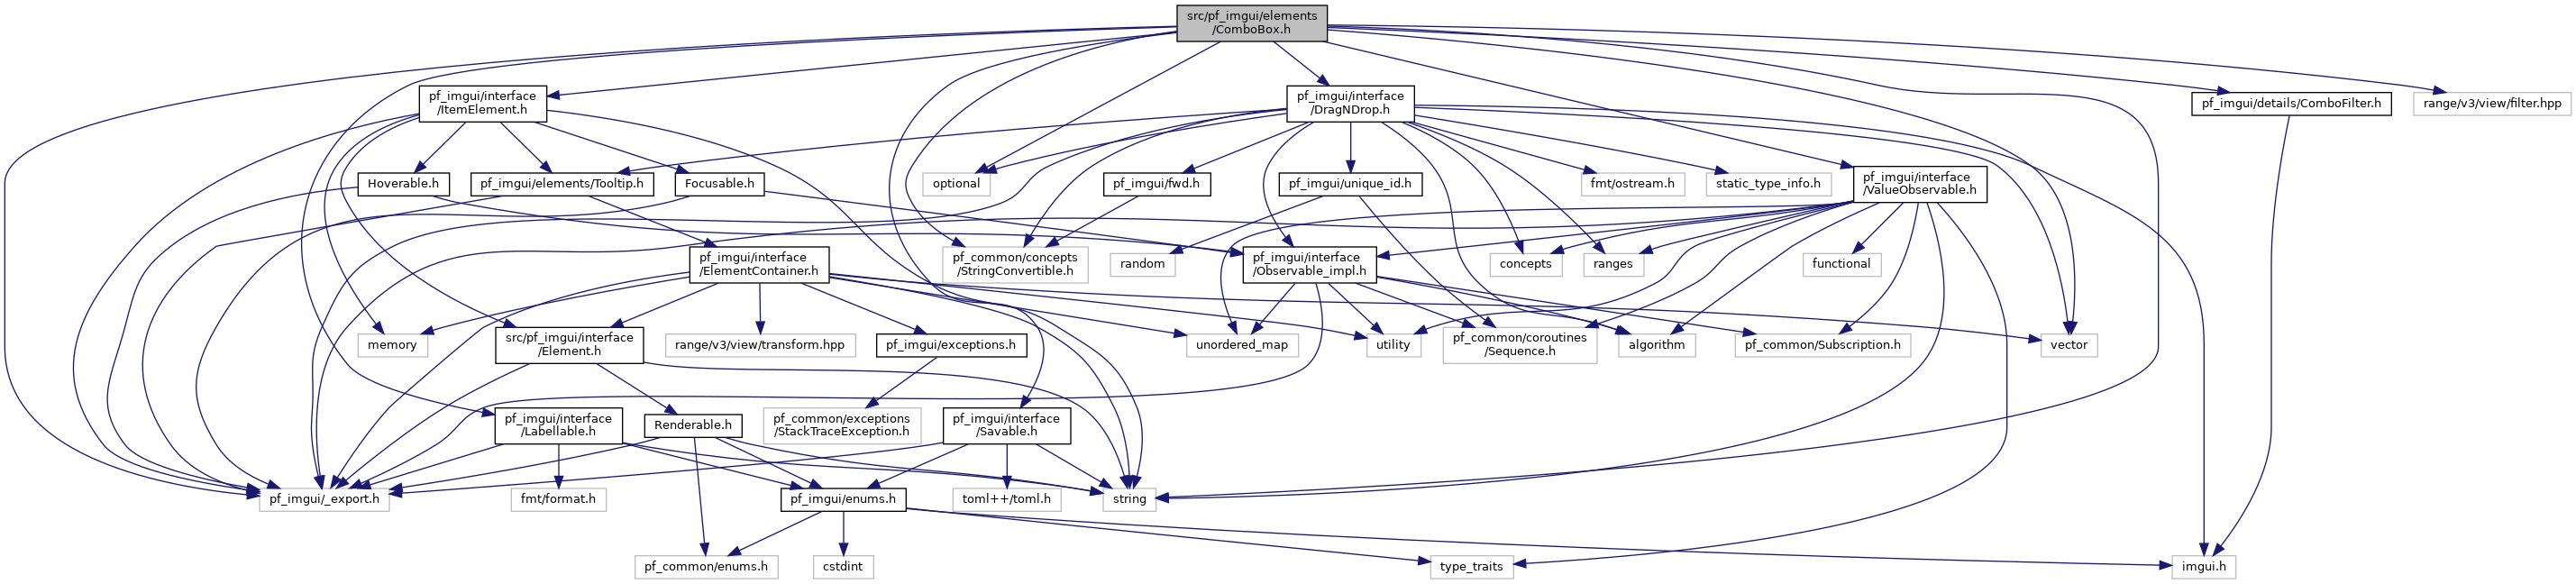 src/pf_imgui/elements
/ComboBox.h
pf_imgui/interface
/ItemElement.h
pf_imgui/interface
/DragNDrop.h
pf_imgui/details/ComboFilter.h
range/v3/view/filter.hpp
Hoverable.h
pf_imgui/elements/Tooltip.h
Focusable.h
optional
pf_imgui/fwd.h
pf_imgui/unique_id.h
fmt/ostream.h
static_type_info.h
pf_imgui/interface
/ValueObservable.h
pf_imgui/interface
/ElementContainer.h
pf_common/concepts
/StringConvertible.h
random
pf_imgui/interface
/Observable_impl.h
concepts
ranges
functional
memory
src/pf_imgui/interface
/Element.h
range/v3/view/transform.hpp
pf_imgui/exceptions.h
unordered_map
utility
pf_common/coroutines
/Sequence.h
algorithm
pf_common/Subscription.h
vector
pf_imgui/interface
/Labellable.h
Renderable.h
pf_common/exceptions
/StackTraceException.h
pf_imgui/interface
/Savable.h
pf_imgui/_export.h
fmt/format.h
pf_imgui/enums.h
toml++/toml.h
string
pf_common/enums.h
cstdint
type_traits
imgui.h